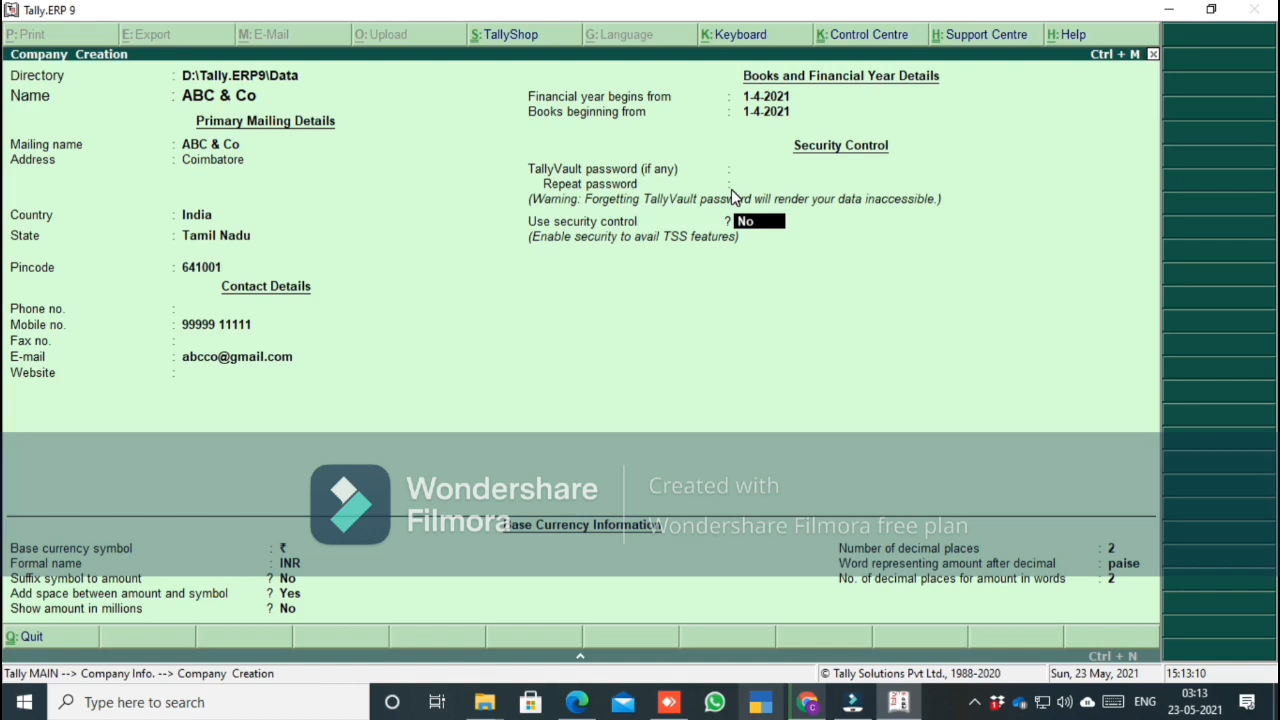 Tally.ERP 9
P: Print E: Export M: E-Mail O: Upload S: TallyShop G: Language K: Keyboard K: Control Centre H: Support Centre H: Help
Company Creation Ctrl + M
Directory : D:\Tally.ERP9\Data
Name : ABC & Co
Primary Mailing Details
Mailing name : ABC & Co
Address : Coimbatore
Country : India
State : Tamil Nadu
Pincode : 641001
Contact Details
Phone no. :
Mobile no. : 99999 11111
Fax no. :
E-mail : abcco@gmail.com
Website :
Books and Financial Year Details
Financial year begins from : 1-4-2021
Books beginning from : 1-4-2021
Security Control
TallyVault password (if any) :
Repeat password :
(Warning: Forgetting TallyVault password will render your data inaccessible.)
Use security control ? No
(Enable security to avail TSS features)
Wondershare Filmora
Created with
Wondershare Filmora free plan
Base Currency Information
Base currency symbol : ₹
Formal name : INR
Suffix symbol to amount ? No
Add space between amount and symbol ? Yes
Show amount in millions ? No
Number of decimal places : 2
Word representing amount after decimal : paise
No. of decimal places for amount in words : 2
Q: Quit
Ctrl + N
Tally MAIN --> Company Info. --> Company Creation © Tally Solutions Pvt Ltd., 1988-2020 Sun, 23 May, 2021 15:13:10
Type here to search ENG 03:13
23-05-2021